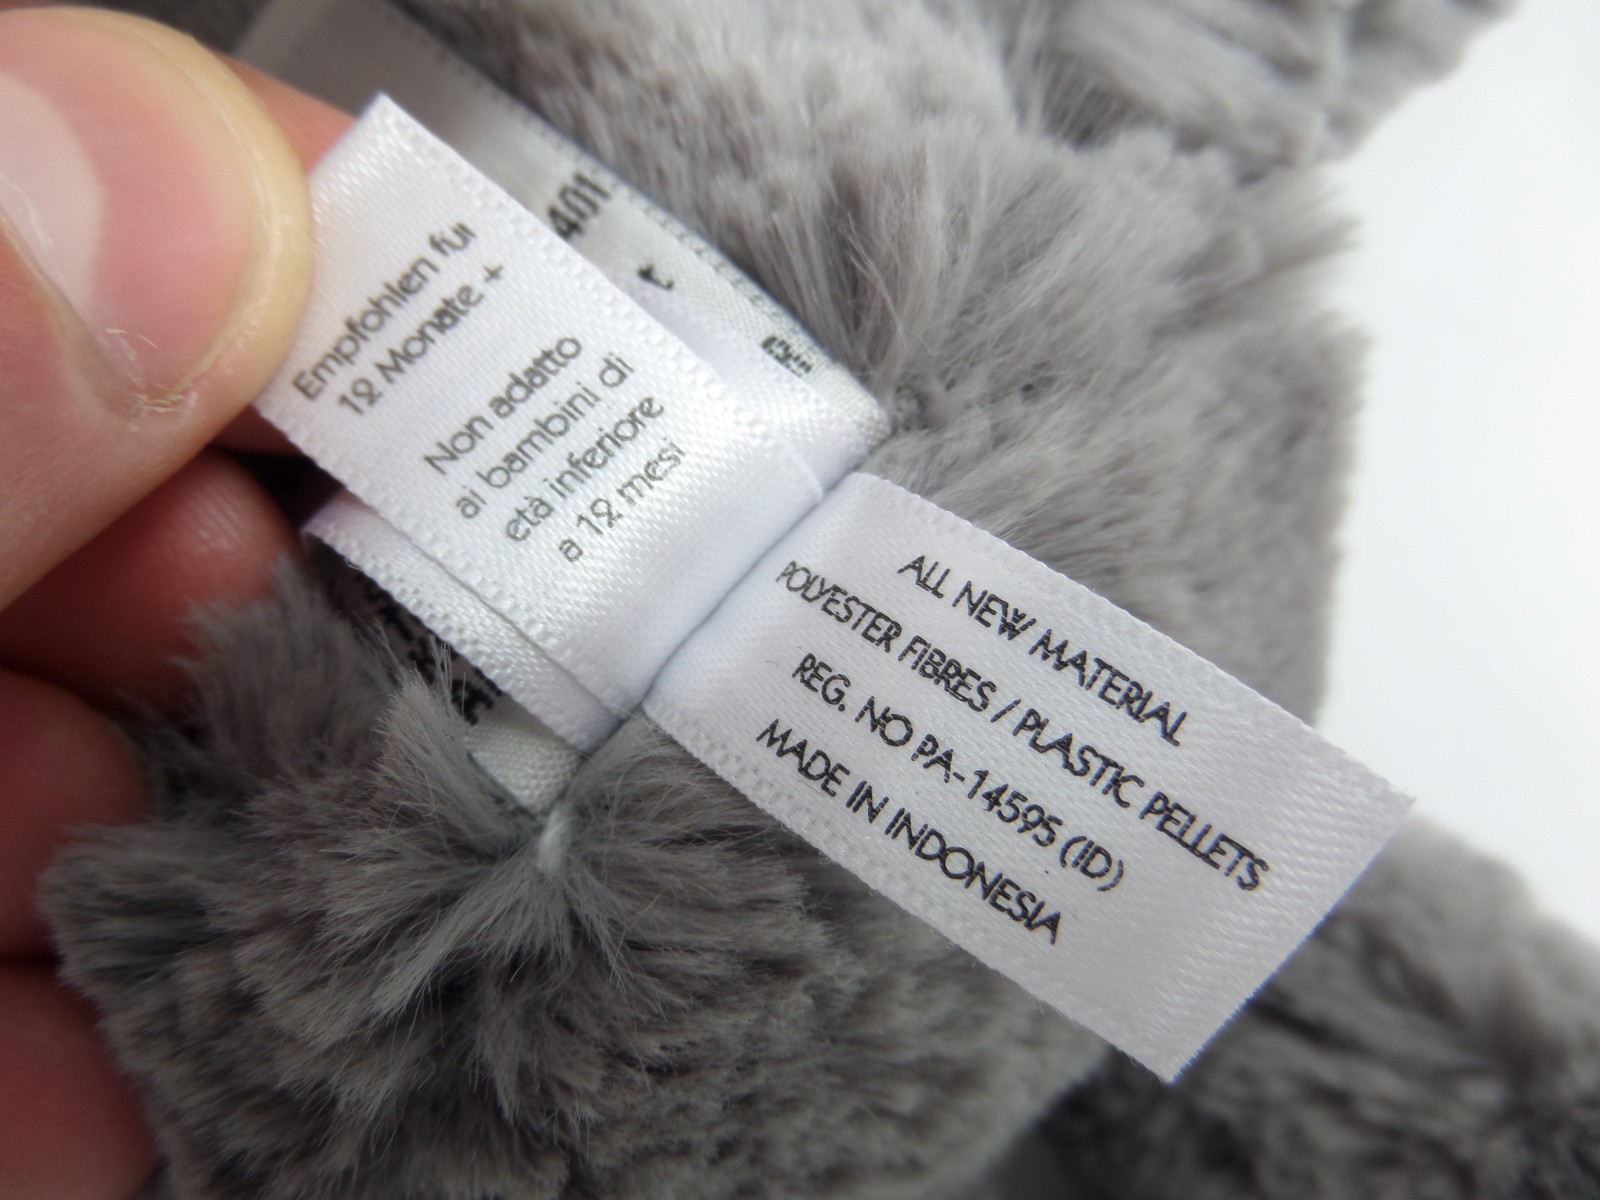 Empfohlen für
12 Monate +
Non adatto
ai bambini di
età inferiore
a 12 mesi
401
ALL NEW MATERIAL
POLYESTER FIBRES / PLASTIC PELLETS
REG. NO PA-14595 (ID)
MADE IN INDONESIA